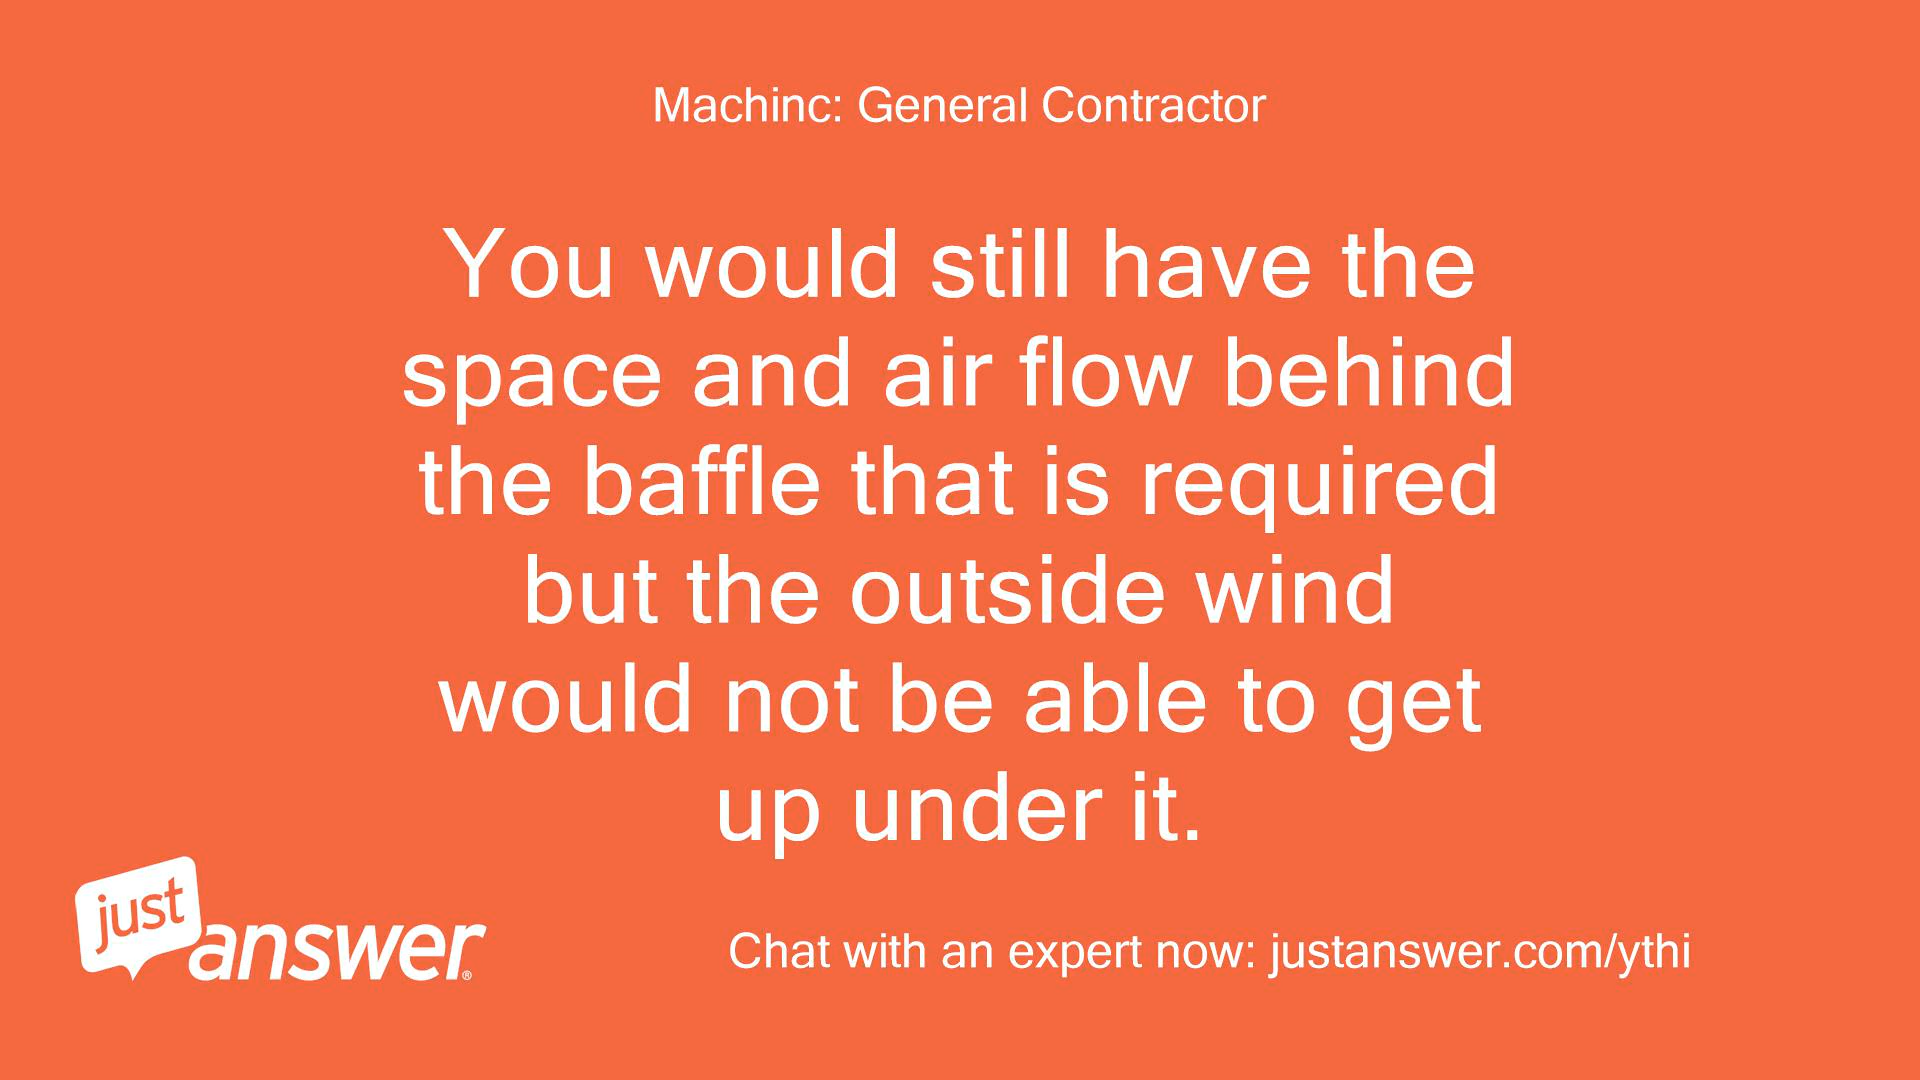 Machinc: General Contractor
You would still have the
space and air flow behind
the baffle that is required
but the outside wind
would not be able to get
up under it.
just
answer®
Chat with an expert now: justanswer.com/ythi